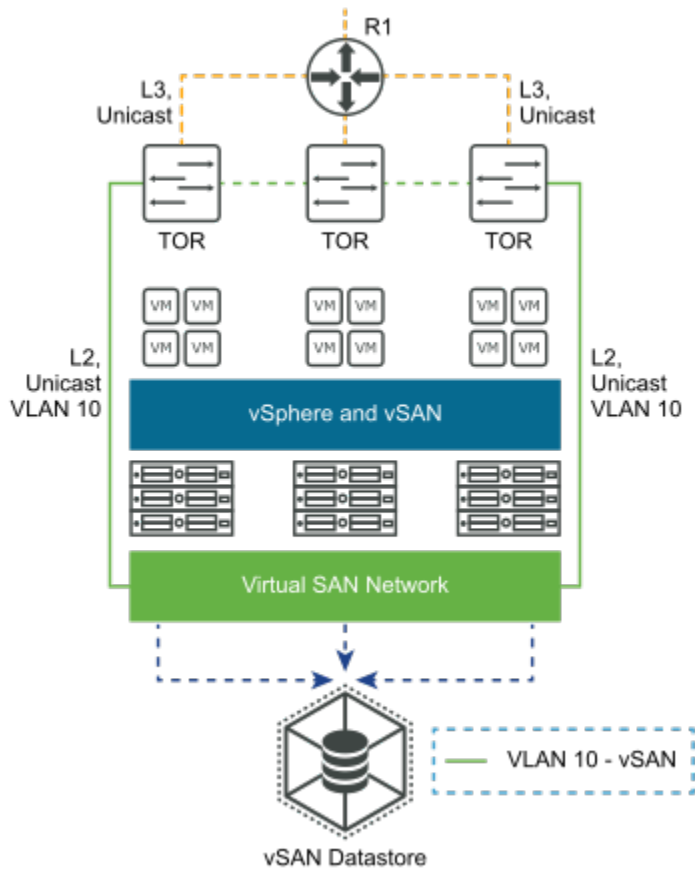 R1
L3,
Unicast
L3,
Unicast
TOR
TOR
TOR
VM VM
VM VM
VM VM
VM VM
VM VM
VM VM
L2,
Unicast
VLAN 10
L2,
Unicast
VLAN 10
vSphere and vSAN
Virtual SAN Network
VLAN 10 - vSAN
vSAN Datastore